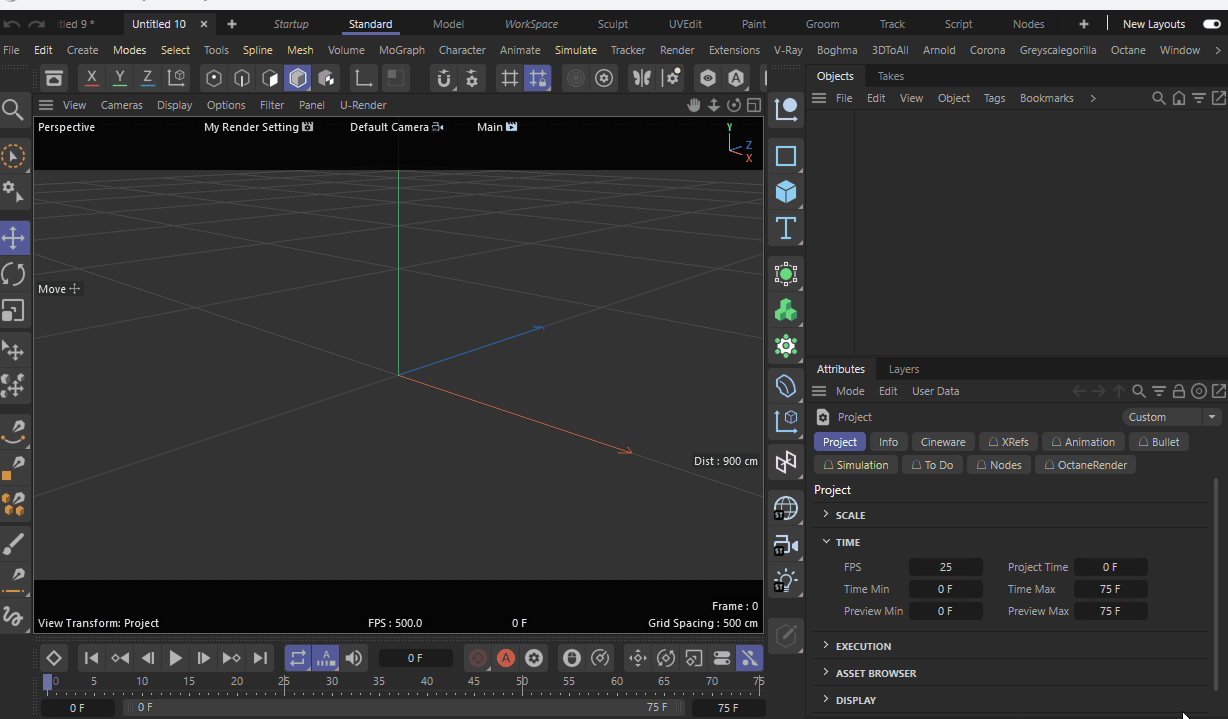 tled 9 * Untitled 10 × + Startup Standard Model WorkSpace Sculpt UVEdit Paint Groom Track Script Nodes + New Layouts
File Edit Create Modes Select Tools Spline Mesh Volume MoGraph Character Animate Simulate Tracker Render Extensions V-Ray Boghma 3DToAll Arnold Corona Greyscalegorilla Octane Window >
X Y Z A
Objects Takes
File Edit View Object Tags Bookmarks >
View Cameras Display Options Filter Panel U-Render
Perspective My Render Setting Default Camera Main
Y
Z
X
T
Move
Dist : 900 cm
Frame : 0
View Transform: Project FPS : 500.0 0 F Grid Spacing : 500 cm
ST
ST
ST
Attributes Layers
Mode Edit User Data
Project Custom
Project Info Cineware XRefs Animation Bullet
Simulation To Do Nodes OctaneRender
Project
SCALE
TIME
FPS 25 Project Time 0 F
Time Min 0 F Time Max 75 F
Preview Min 0 F Preview Max 75 F
EXECUTION
ASSET BROWSER
DISPLAY
A 0 F A
0 5 10 15 20 25 30 35 40 45 50 55 60 65 70 75
0 F 0 F 75 F 75 F